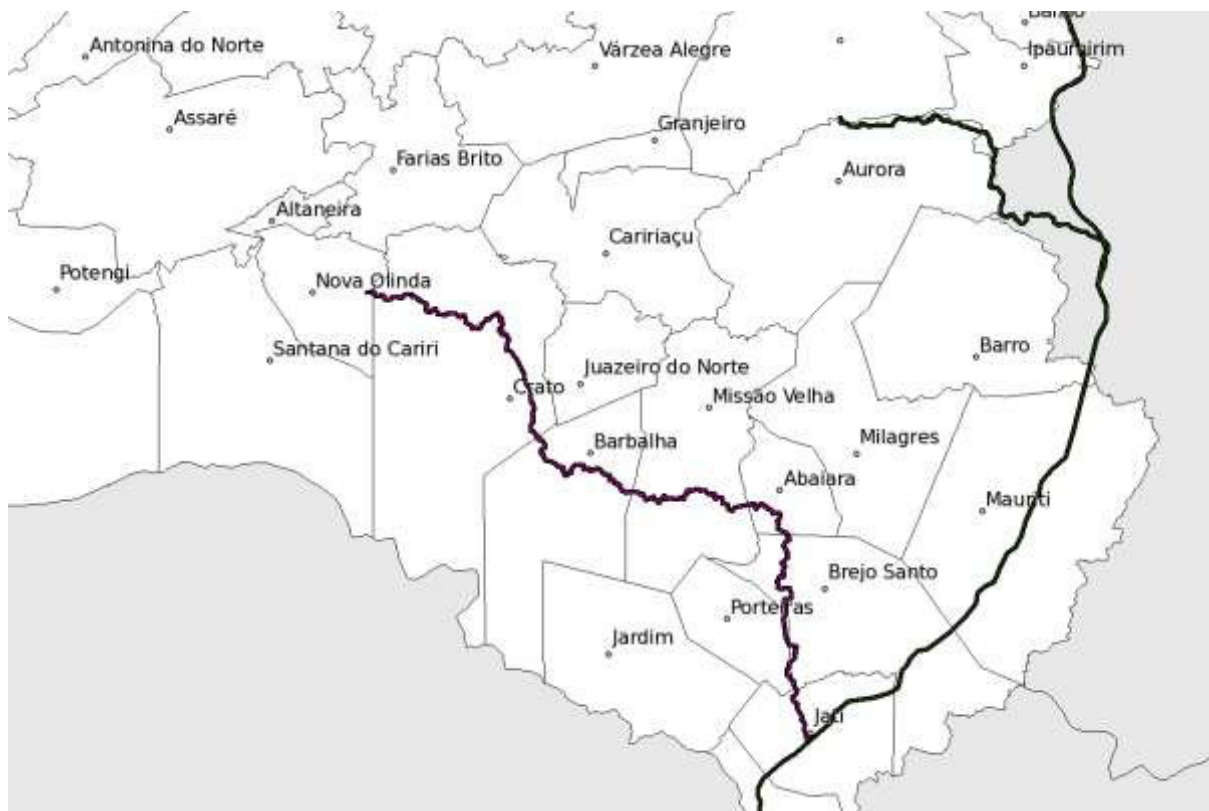 Antonina do Norte
Várzea Alegre
Ipaumirim
Assaré
Granjeiro
Farias Brito
Aurora
Altaneira
Caririaçu
Potengi
Nova Olinda
Santana do Cariri
Juazeiro do Norte
Barro
Crato
Missão Velha
Barbalha
Milagres
Abaiara
Mauriti
Brejo Santo
Porteiras
Jardim
Jati